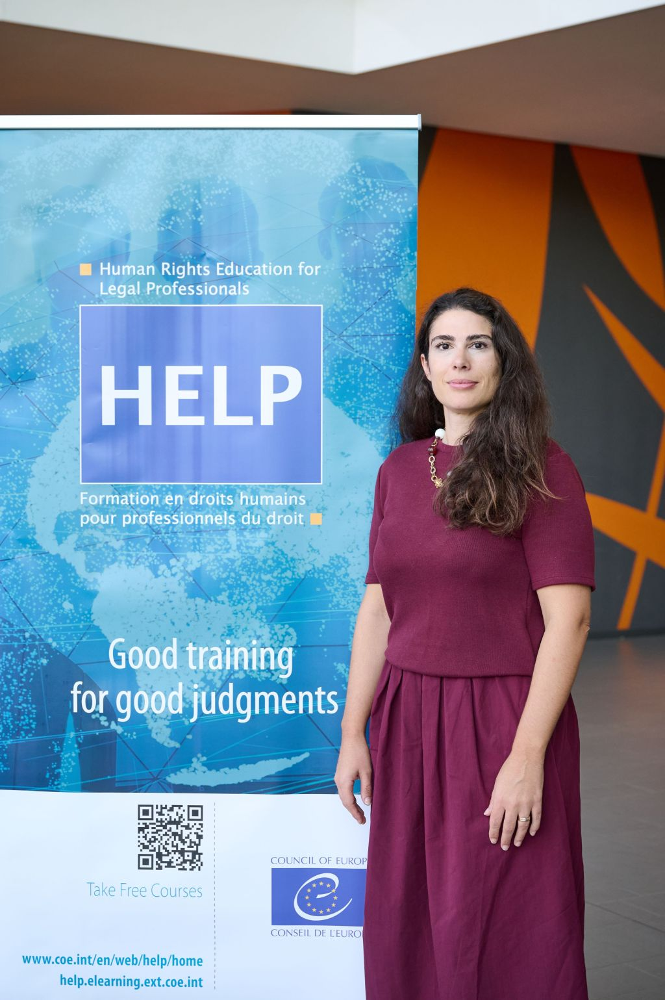 Human Rights Education for
Legal Professionals
HELP
Formation en droits humains
pour professionnels du droit
Good training
for good judgments
Take Free Courses
www.coe.int/en/web/help/home
help.elearning.ext.coe.int
COUNCIL OF EUROP
CONSEIL DE L'EURO